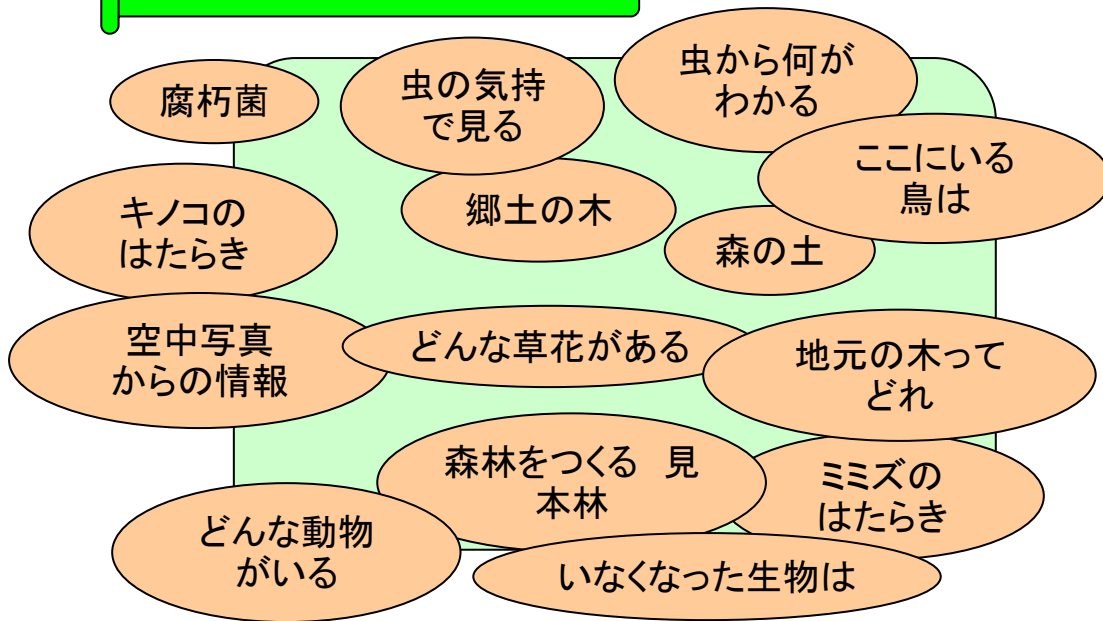 腐朽菌
虫の気持
で見る
虫から何が
わかる
ここにいる
鳥は
キノコの
はたらき
郷土の木
森の土
空中写真
からの情報
どんな草花がある
地元の木って
どれ
森林をつくる　見
本林
ミミズの
はたらき
どんな動物
がいる
いなくなった生物は